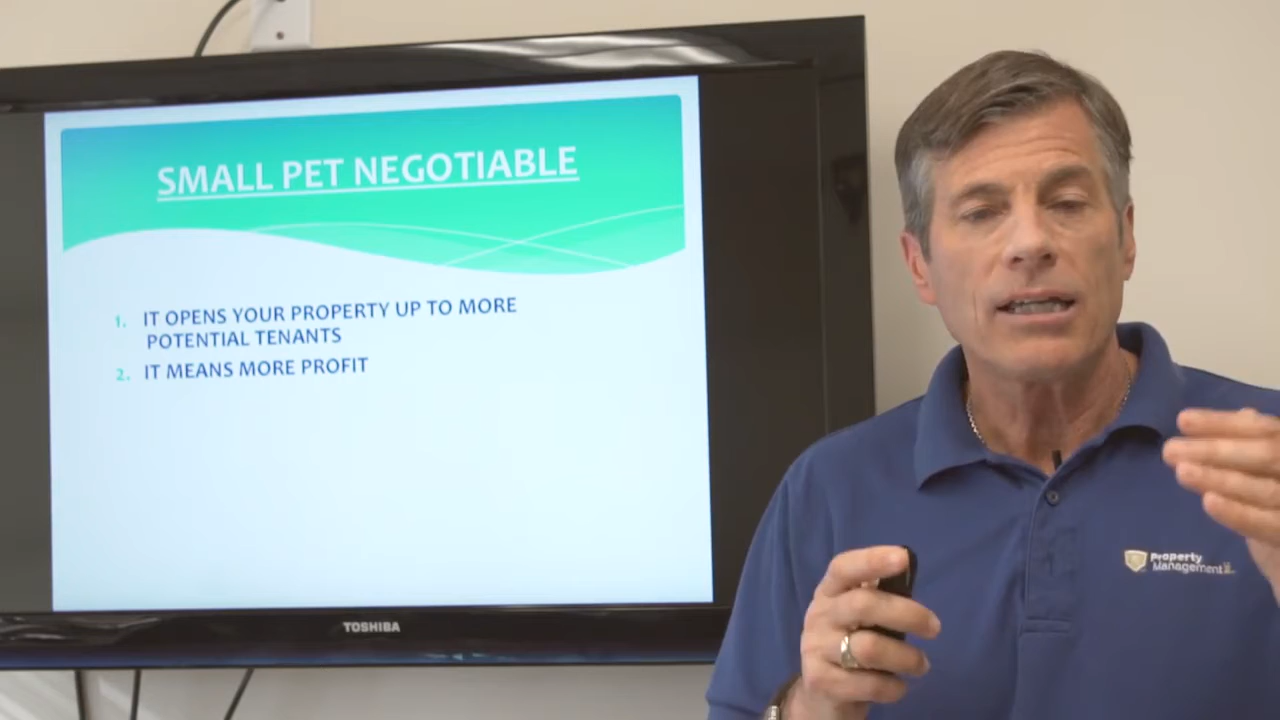 SMALL PET NEGOTIABLE
1. IT OPENS YOUR PROPERTY UP TO MORE
POTENTIAL TENANTS
2. IT MEANS MORE PROFIT
TOSHIBA
Property
Management